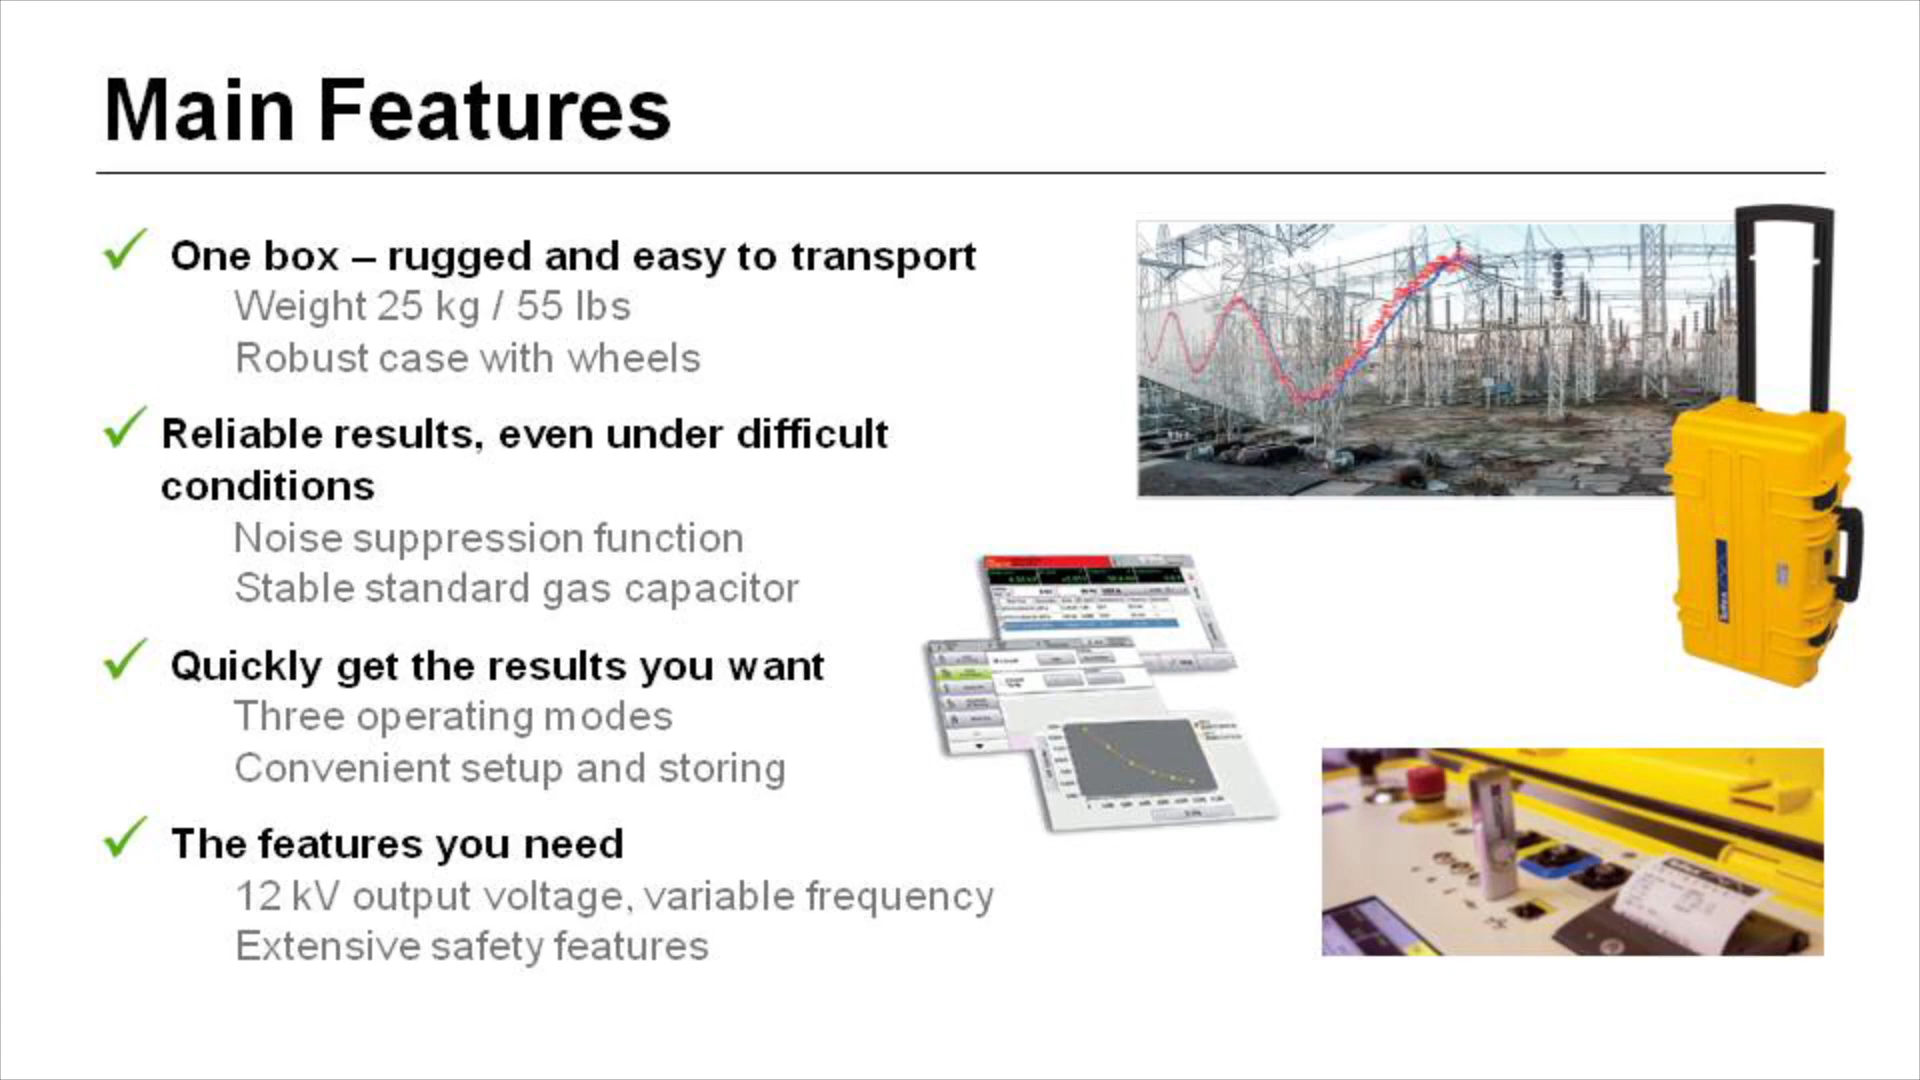 Main Features
One box – rugged and easy to transport
Weight 25 kg / 55 lbs
Robust case with wheels
Reliable results, even under difficult
conditions
Noise suppression function
Stable standard gas capacitor
Quickly get the results you want
Three operating modes
Convenient setup and storing
The features you need
12 kV output voltage, variable frequency
Extensive safety features